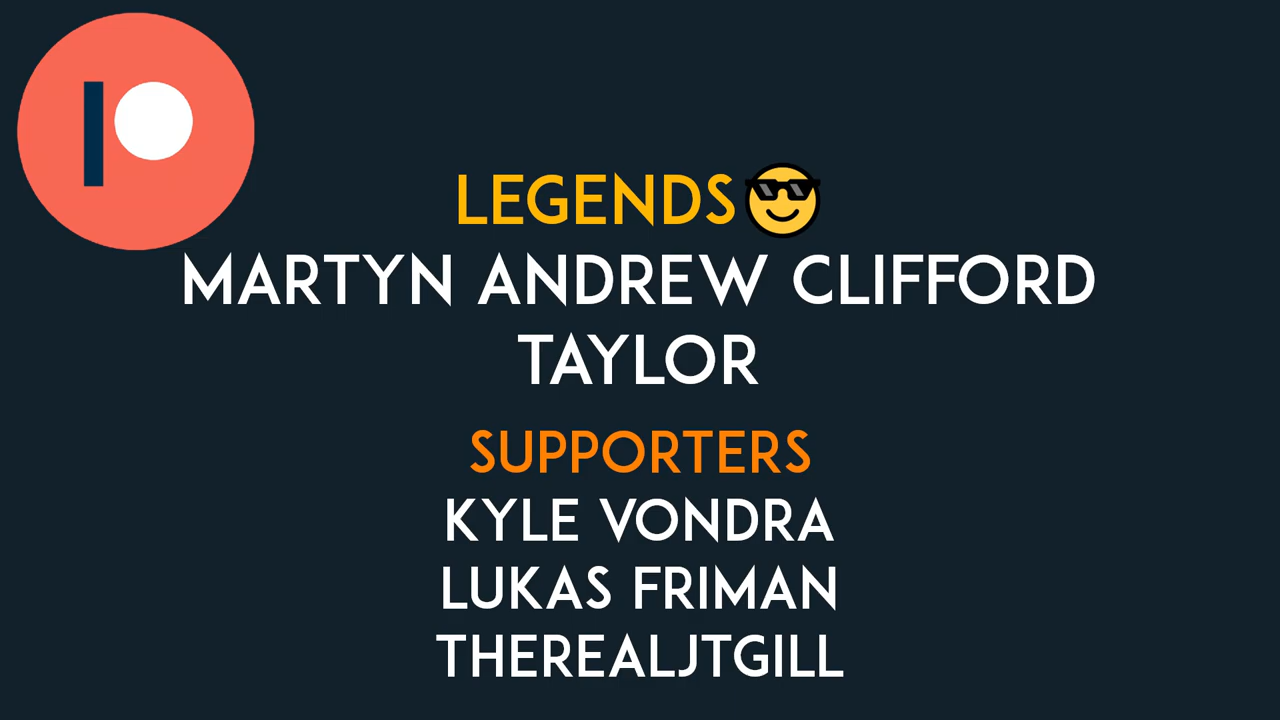 LEGENDS😎
MARTYN ANDREW CLIFFORD
TAYLOR
SUPPORTERS
KYLE VONDRA
LUKAS FRIMAN
THEREALJTGILL